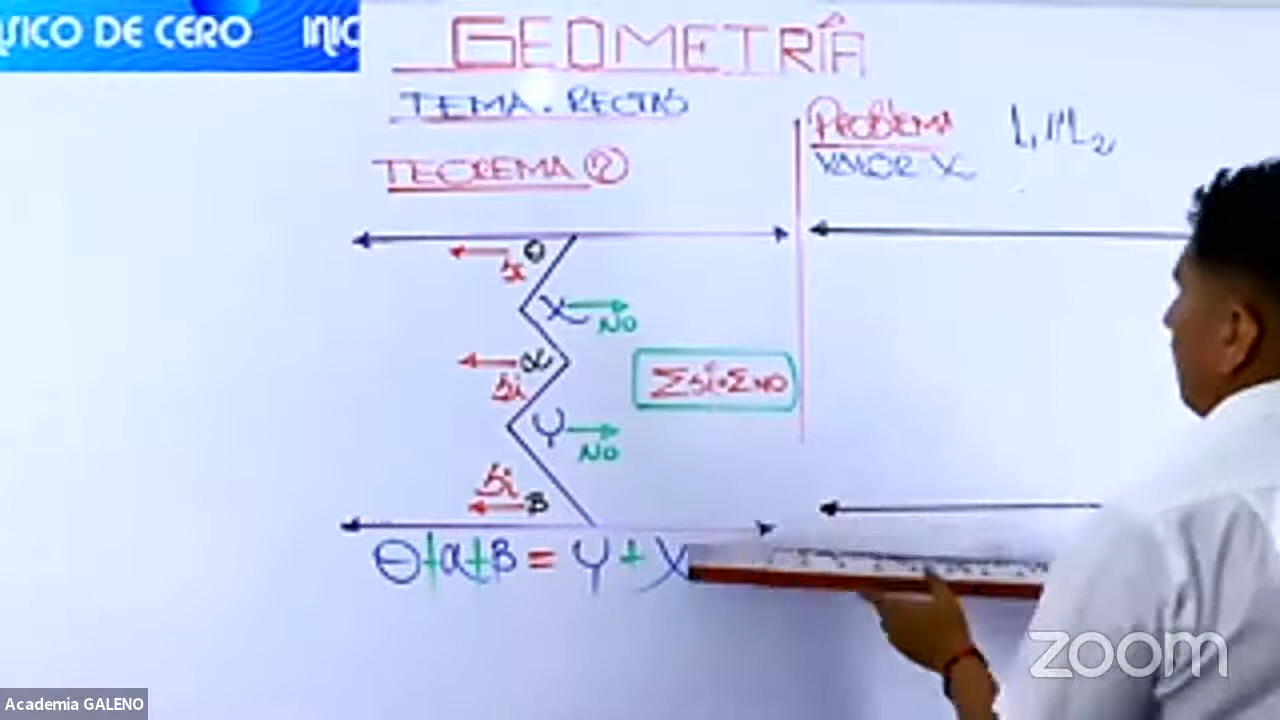 SICO DE CERO INIC
GEOMETRÍA
TEMA. RECTAS
TEOREMA ②
PROBLEMA L₁//L₂
VALOR X
θ
Si
X
No
α
Si
Σsi=ΣNO
Y
No
Si
B
θ+α+B = Y+X
zoom
Academia GALENO